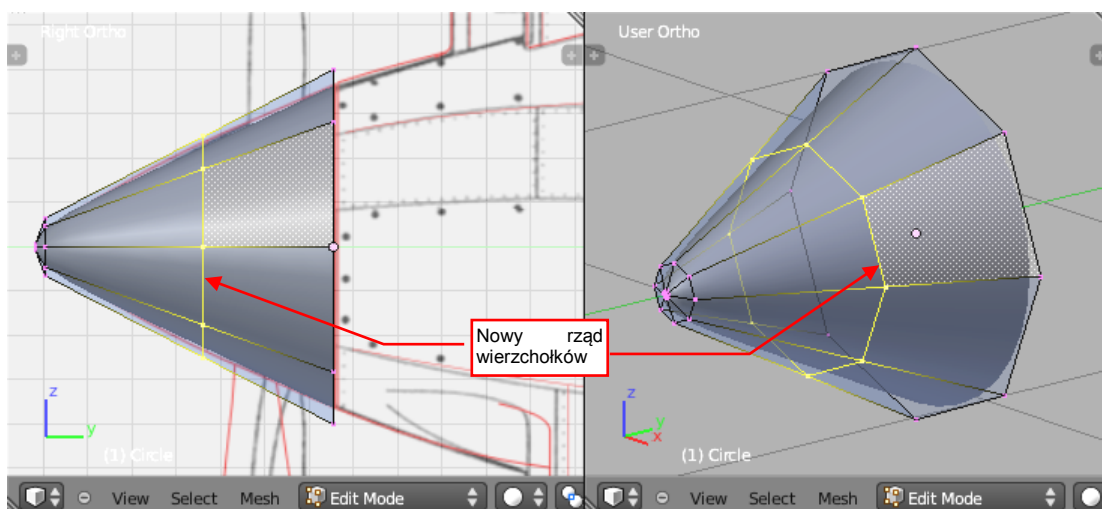 Right Ortho
User Ortho
Nowy rząd
wierzchołków
z
y
z
y
x
(1) Circle
(1) Circle
View Select Mesh Edit Mode
View Select Mesh Edit Mode